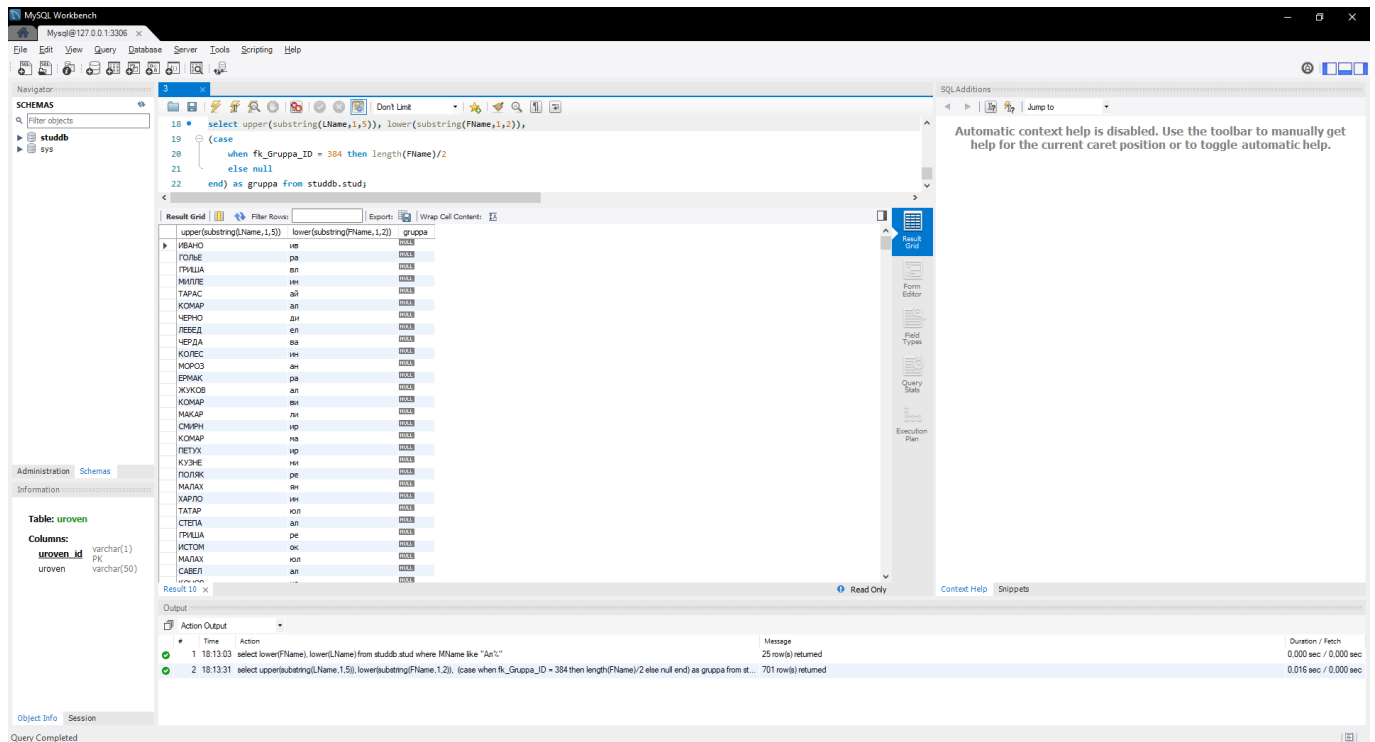 MySQL Workbench
Mysql@127.0.0.1:3306 ×
File Edit View Query Database Server Tools Scripting Help
Navigator
SCHEMAS
Filter objects
studdb
sys
Administration Schemas
Information
Table: uroven
Columns:
uroven_id varchar(1) PK
uroven varchar(50)
Object Info Session
3 ×
Don't Limit
18 select upper(substring(LName,1,5)), lower(substring(FName,1,2)),
19 (case
20 when fk_Gruppa_ID = 384 then length(FName)/2
21 else null
22 end) as gruppa from studdb.stud;
Result Grid Filter Rows: Export: Wrap Cell Content:
upper(substring(LName,1,5)) lower(substring(FName,1,2)) gruppa
ИВАНО ив NULL
ГОЛЬЕ ра NULL
ГРИША вл NULL
МИЛЛЕ ин NULL
ТАРАС ай NULL
КОМАР ал NULL
ЧЕРНО ди NULL
ЛЕБЕД ел NULL
ЧЕРДА ва NULL
КОЛЕС ин NULL
МОРОЗ ан NULL
ЕРМАК ра NULL
ЖУКОВ ал NULL
КОМАР ви NULL
МАКАР ли NULL
СМИРН ир NULL
КОМАР на NULL
ПЕТУХ ир NULL
КУЗНЕ ни NULL
ПОЛЯК ре NULL
МАЛАХ ян NULL
ХАРЛО ин NULL
ТАТАР юл NULL
СТЕПА ал NULL
ГРИША ре NULL
ИСТОМ ок NULL
МАЛАХ юл NULL
САВЕЛ ал NULL
NULL
Result Grid
Form Editor
Field Types
Query Stats
Execution Plan
Result 10 × Read Only
SQLAdditions
Jump to
Automatic context help is disabled. Use the toolbar to manually get
help for the current caret position or to toggle automatic help.
Context Help Snippets
Output
Action Output
# Time Action Message Duration / Fetch
1 18:13:03 select lower(FName), lower(LName) from studdb.stud where MName like "Ал%" 25 row(s) returned 0,000 sec / 0,000 sec
2 18:13:31 select upper(substring(LName,1,5)), lower(substring(FName,1,2)), (case when fk_Gruppa_ID = 384 then length(FName)/2 else null end) as gruppa from st... 701 row(s) returned 0,016 sec / 0,000 sec
Query Completed